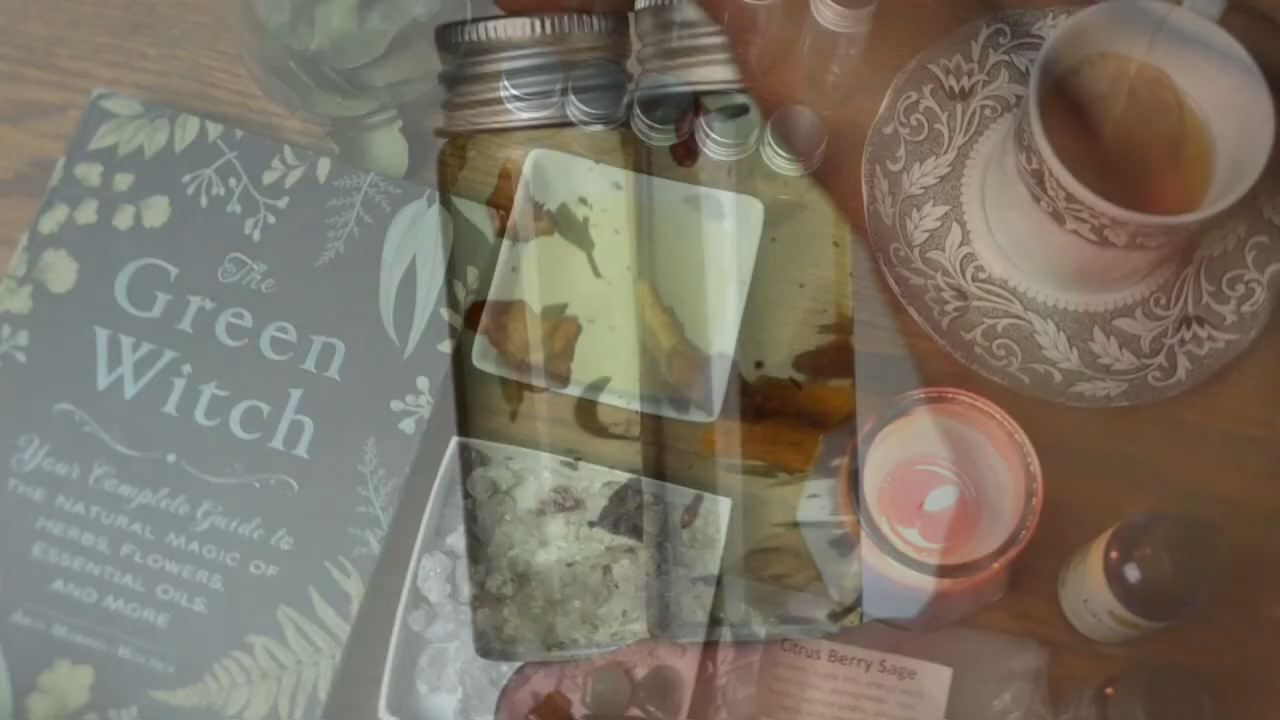 The
Green
Witch
Your Complete Guide to
THE NATURAL MAGIC OF
HERBS, FLOWERS,
ESSENTIAL OILS,
AND MORE
Citrus Berry Sage